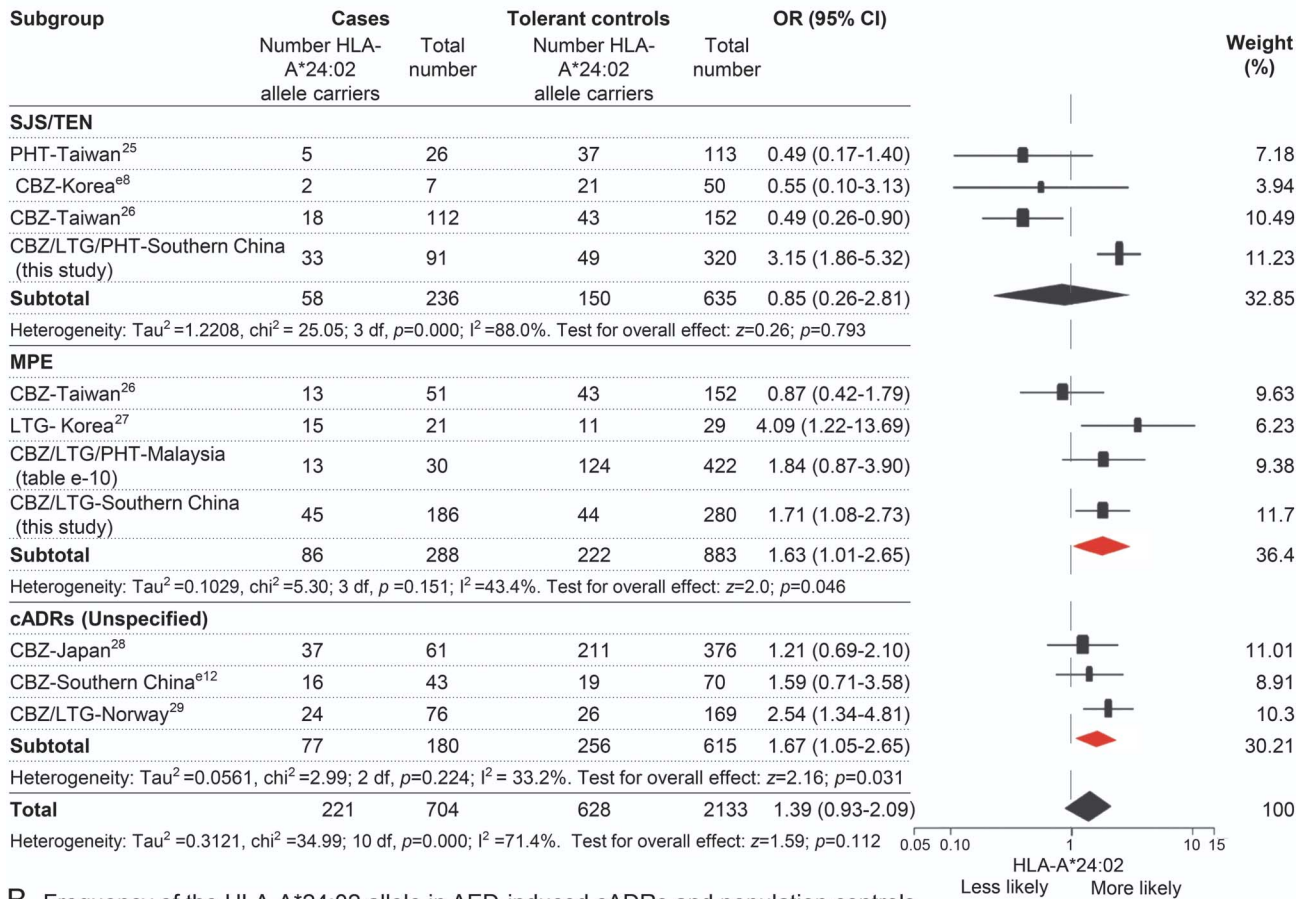 Subgroup Cases Tolerant controls OR (95% CI) Weight (%)
Number HLA-A*24:02 allele carriers Total number Number HLA-A*24:02 allele carriers Total number
SJS/TEN
PHT-Taiwan25 5 26 37 113 0.49 (0.17-1.40) 7.18
CBZ-Koreae8 2 7 21 50 0.55 (0.10-3.13) 3.94
CBZ-Taiwan26 18 112 43 152 0.49 (0.26-0.90) 10.49
CBZ/LTG/PHT-Southern China (this study) 33 91 49 320 3.15 (1.86-5.32) 11.23
Subtotal 58 236 150 635 0.85 (0.26-2.81) 32.85
Heterogeneity: Tau2 =1.2208, chi2 = 25.05; 3 df, p=0.000; I2 =88.0%. Test for overall effect: z=0.26; p=0.793
MPE
CBZ-Taiwan26 13 51 43 152 0.87 (0.42-1.79) 9.63
LTG- Korea27 15 21 11 29 4.09 (1.22-13.69) 6.23
CBZ/LTG/PHT-Malaysia (table e-10) 13 30 124 422 1.84 (0.87-3.90) 9.38
CBZ/LTG-Southern China (this study) 45 186 44 280 1.71 (1.08-2.73) 11.7
Subtotal 86 288 222 883 1.63 (1.01-2.65) 36.4
Heterogeneity: Tau2 =0.1029, chi2 =5.30; 3 df, p =0.151; I2 =43.4%. Test for overall effect: z=2.0; p=0.046
cADRs (Unspecified)
CBZ-Japan28 37 61 211 376 1.21 (0.69-2.10) 11.01
CBZ-Southern Chinae12 16 43 19 70 1.59 (0.71-3.58) 8.91
CBZ/LTG-Norway29 24 76 26 169 2.54 (1.34-4.81) 10.3
Subtotal 77 180 256 615 1.67 (1.05-2.65) 30.21
Heterogeneity: Tau2 =0.0561, chi2 =2.99; 2 df, p=0.224; I2 = 33.2%. Test for overall effect: z=2.16; p=0.031
Total 221 704 628 2133 1.39 (0.93-2.09) 100
Heterogeneity: Tau2 =0.3121, chi2 =34.99; 10 df, p=0.000; I2 =71.4%. Test for overall effect: z=1.59; p=0.112
0.05 0.10 1 10 15
HLA-A*24:02
Less likely More likely
B Frequency of the HLA-A*24:02 allele in AED-induced cADRs and population controls